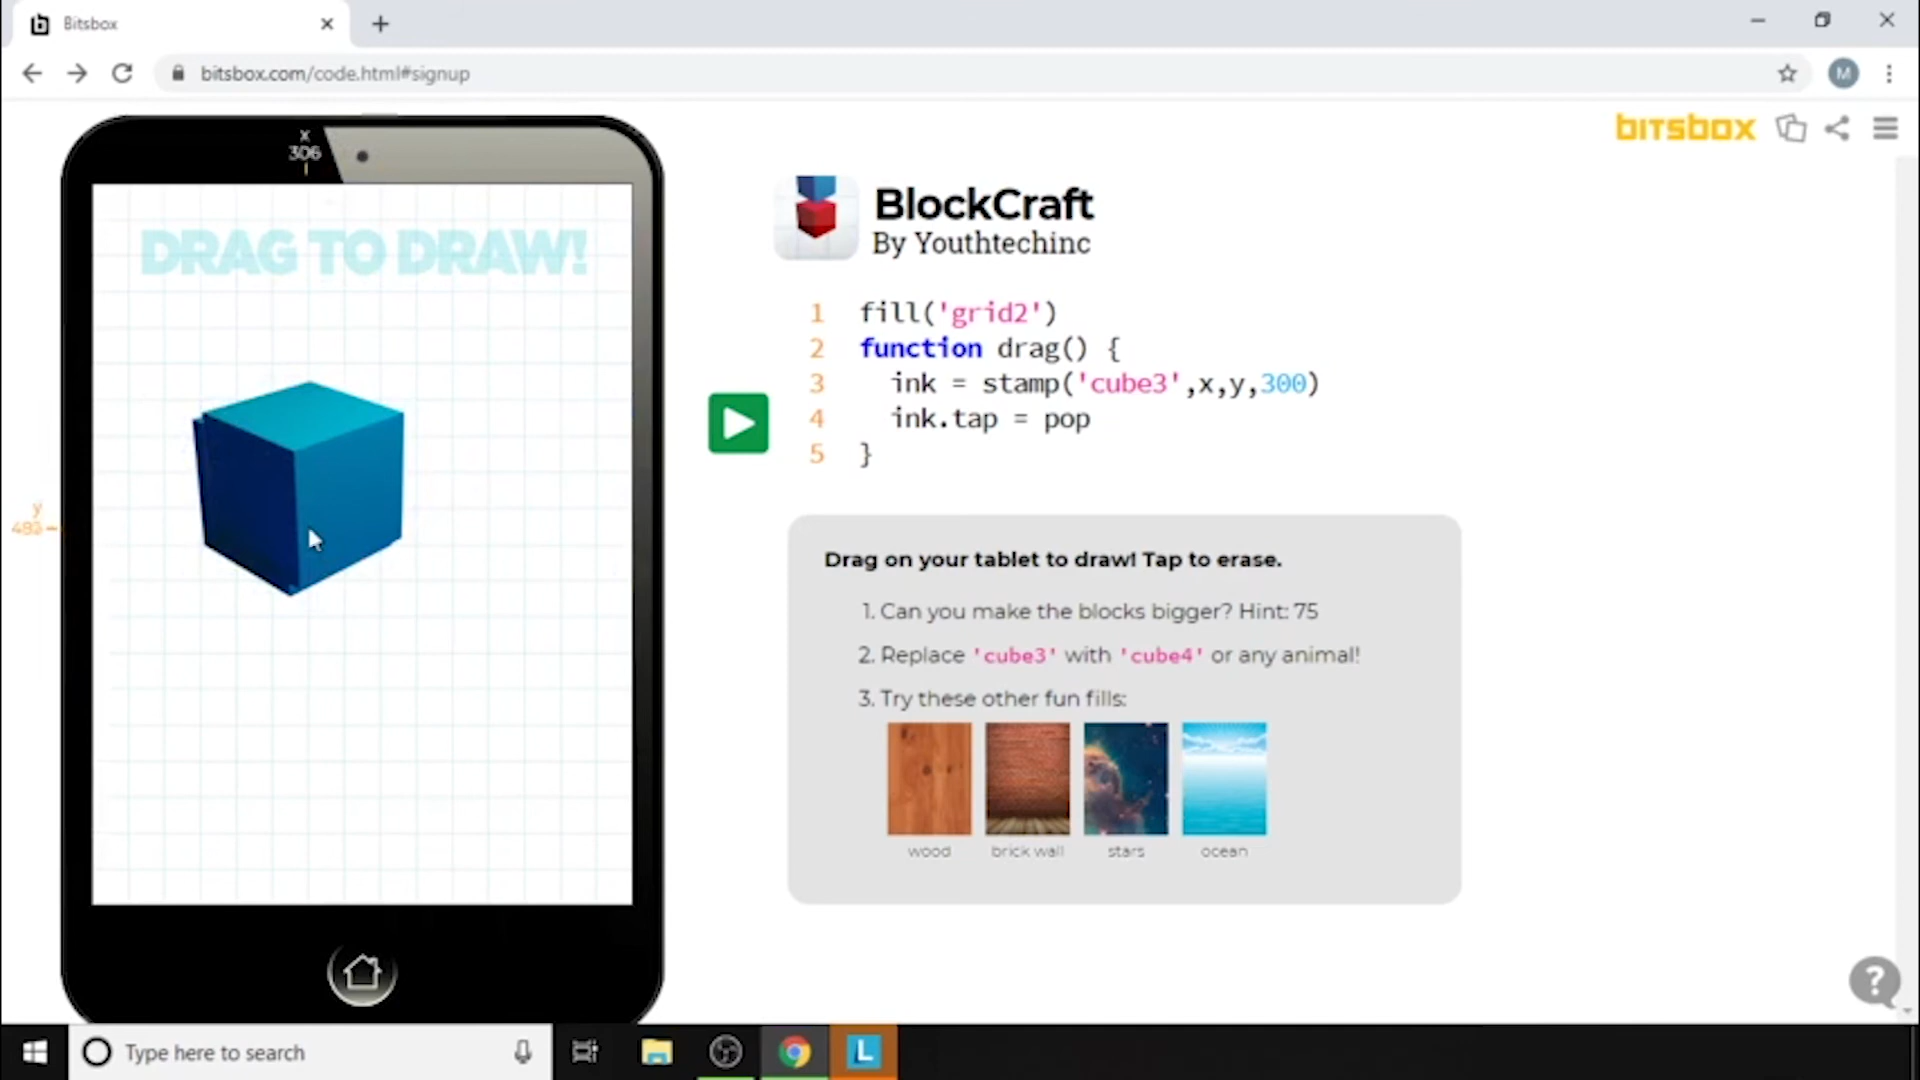 Bitsbox
bitsbox.com/code.html#signup
M
x
306
bitsbox
DRAG TO DRAW!
BlockCraft
By Youthtechinc
1 fill('grid2')
2 function drag() {
3 ink = stamp('cube3',x,y,300)
4 ink.tap = pop
5 }
y
Drag on your tablet to draw! Tap to erase.
1. Can you make the blocks bigger? Hint: 75
2. Replace 'cube3' with 'cube4' or any animal!
3. Try these other fun fills:
wood brick wall stars ocean
?
Type here to search
L